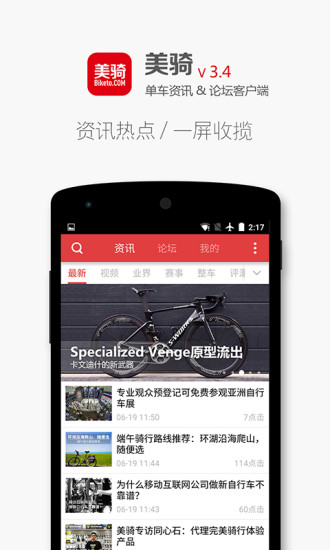 美骑
Biketo.COM
美骑 v 3.4
单车资讯 & 论坛客户端
资讯热点 / 一屏收揽
2:17
资讯 论坛 我的
最新 视频 业界 赛事 整车 评测
Specialized Venge原型流出
卡文迪什的新武器
专业观众预登记可免费参观亚洲自行
车展
06-19 11:50 7点击
端午骑行路线推荐：环湖沿海爬山，
随便选！
06-19 11:44 114点击
为什么移动互联网公司做新自行车不
靠谱？
06-19 11:43 60点击
美骑专访同心石：代理完美骑行体验
产品